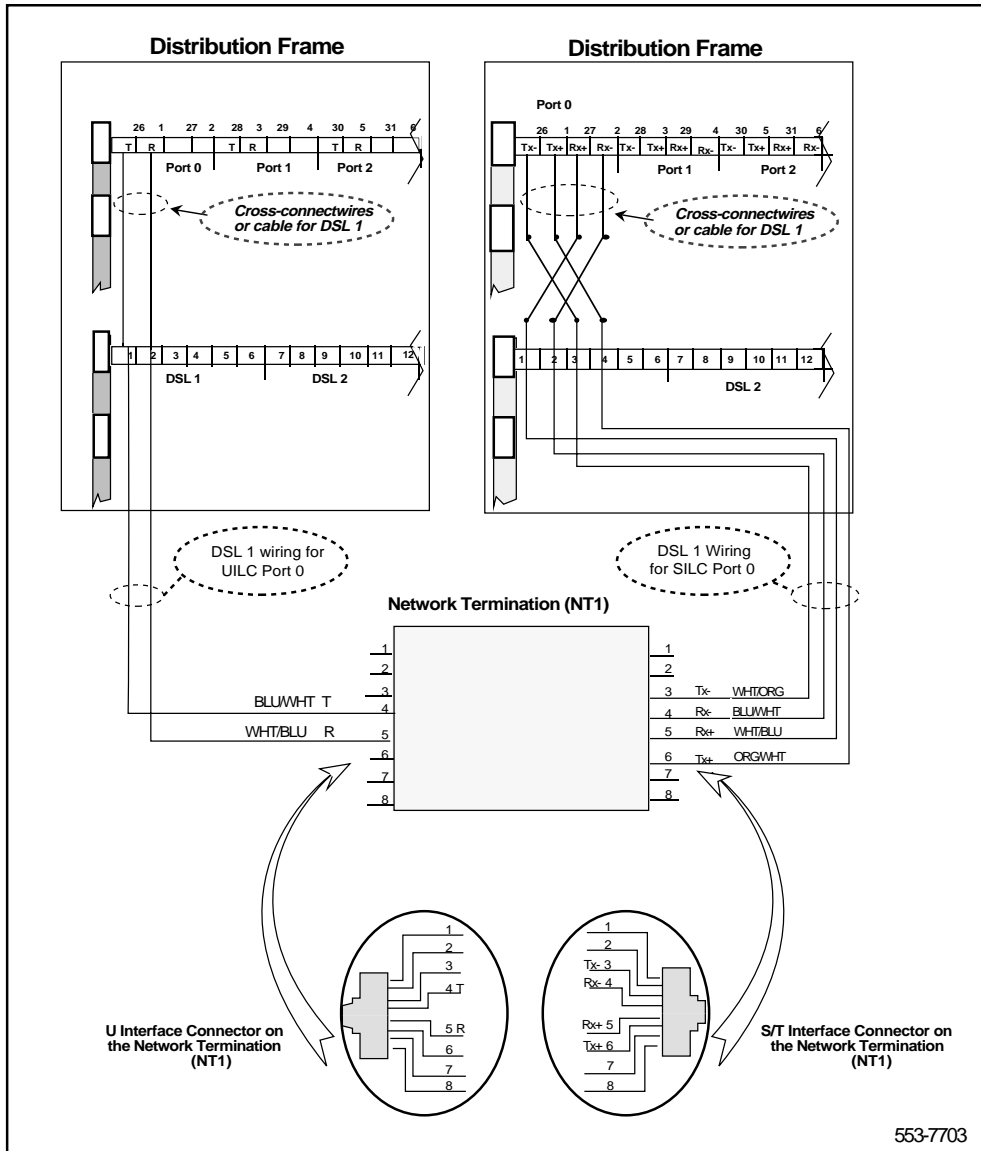 Distribution Frame
Distribution Frame
Port 0
26 1 27 2 28 3 29 4 30 5 31 6
T R T R T R
Port 0 Port 1 Port 2
26 1 27 2 28 3 29 4 30 5 31 6
Tx- Tx+ Rx+ Rx- Tx- Tx+ Rx+ Rx- Tx- Tx+ Rx+ Rx-
Port 1 Port 2
Cross-connectwires
or cable for DSL 1
Cross-connectwires
or cable for DSL 1
1 2 3 4 5 6 7 8 9 10 11 12
DSL 1 DSL 2
1 2 3 4 5 6 7 8 9 10 11 12
DSL 2
DSL 1 wiring for
UILC Port 0
DSL 1 Wiring
for SILC Port 0
Network Termination (NT1)
1
2
3
BLU/WHT T 4
WHT/BLU R 5
6
7
8
1
2
3 Tx- WHT/ORG
4 Rx- BLU/WHT
5 Rx+ WHT/BLU
6 Tx+ ORG/WHT
7
8
1
2
3
4 T
5 R
6
7
8
1
2
Tx- 3
Rx- 4
Rx+ 5
Tx+ 6
7
8
U Interface Connector on
the Network Termination
(NT1)
S/T Interface Connector on
the Network Termination
(NT1)
553-7703